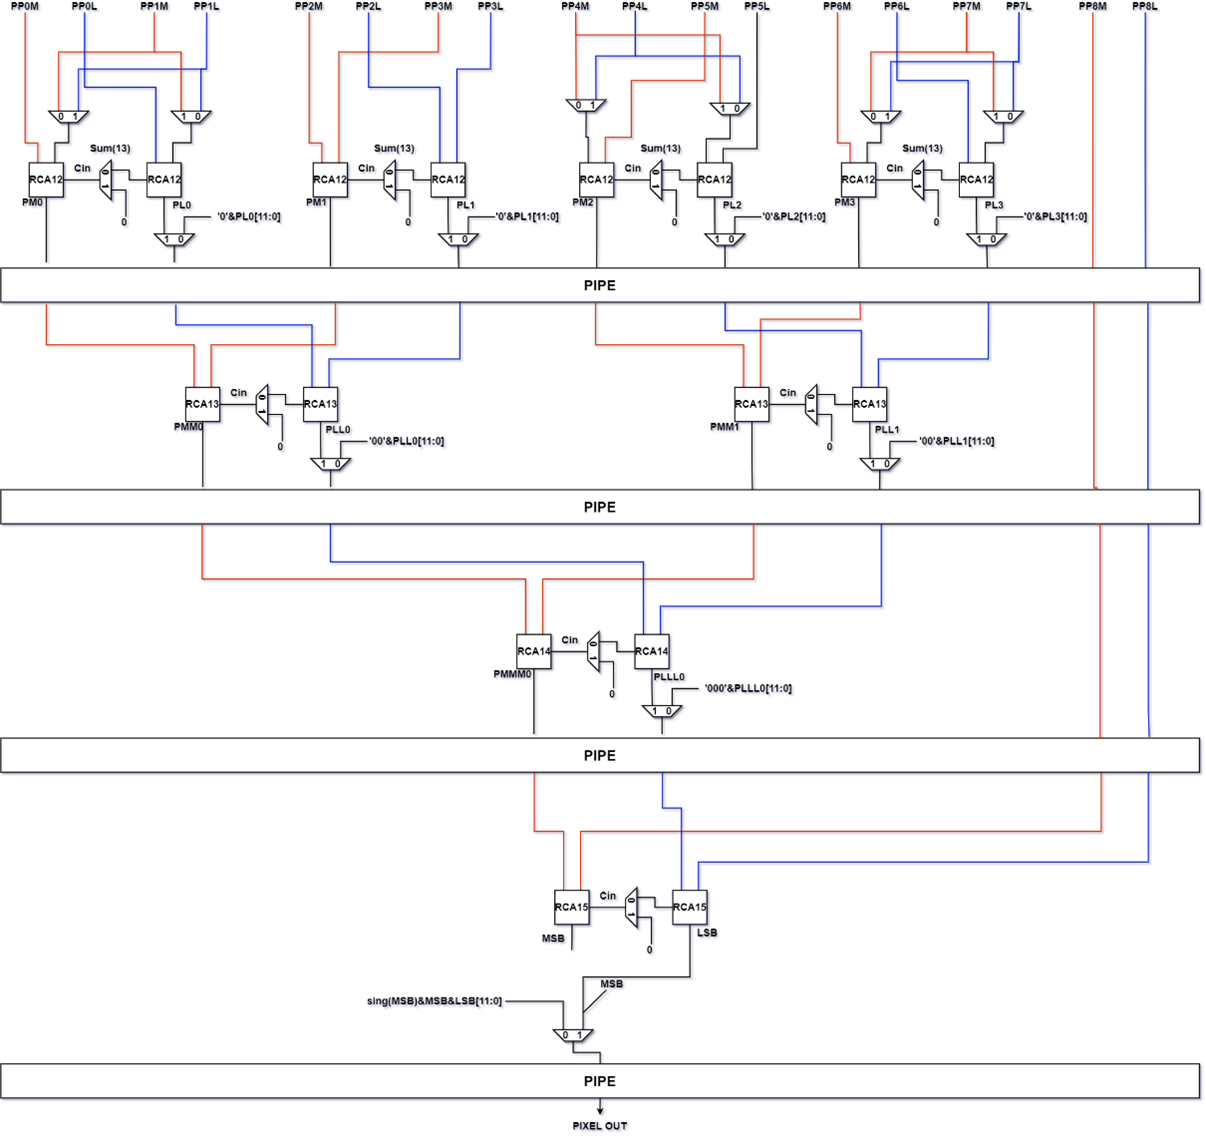 PP0M PP0L PP1M PP1L PP2M PP2L PP3M PP3L PP4M PP4L PP5M PP5L PP6M PP6L PP7M PP7L PP8M PP8L
0 1 1 0 0 1 1 0 0 1 1 0
Sum(13) Sum(13) Sum(13) Sum(13)
RCA12 Cin 0 1 RCA12 RCA12 Cin 0 1 RCA12 RCA12 Cin 0 1 RCA12 RCA12 Cin 0 1 RCA12
PM0 PL0 PM1 PL1 PM2 PL2 PM3 PL3
0 '0'&PL0[11:0] 0 '0'&PL1[11:0] 0 '0'&PL2[11:0] 0 '0'&PL3[11:0]
1 0 1 0 1 0 1 0
PIPE
Cin Cin
RCA13 0 1 RCA13 RCA13 0 1 RCA13
PMM0 PLL0 PMM1 PLL1
0 '00'&PLL0[11:0] 0 '00'&PLL1[11:0]
1 0 1 0
PIPE
Cin
RCA14 0 1 RCA14
PMMM0 PLLL0
0 '000'&PLLL0[11:0]
1 0
PIPE
Cin
RCA15 0 1 RCA15
MSB LSB
0
MSB
sing(MSB)&MSB&LSB[11:0]
0 1
PIPE
PIXEL OUT